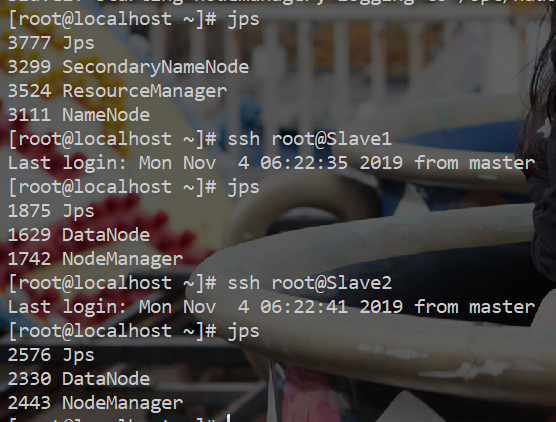 [root@localhost ~]# jps
3777 Jps
3299 SecondaryNameNode
3524 ResourceManager
3111 NameNode
[root@localhost ~]# ssh root@Slave1
Last login: Mon Nov  4 06:22:35 2019 from master
[root@localhost ~]# jps
1875 Jps
1629 DataNode
1742 NodeManager
[root@localhost ~]# ssh root@Slave2
Last login: Mon Nov  4 06:22:41 2019 from master
[root@localhost ~]# jps
2576 Jps
2330 DataNode
2443 NodeManager
[root@localhost ~]#